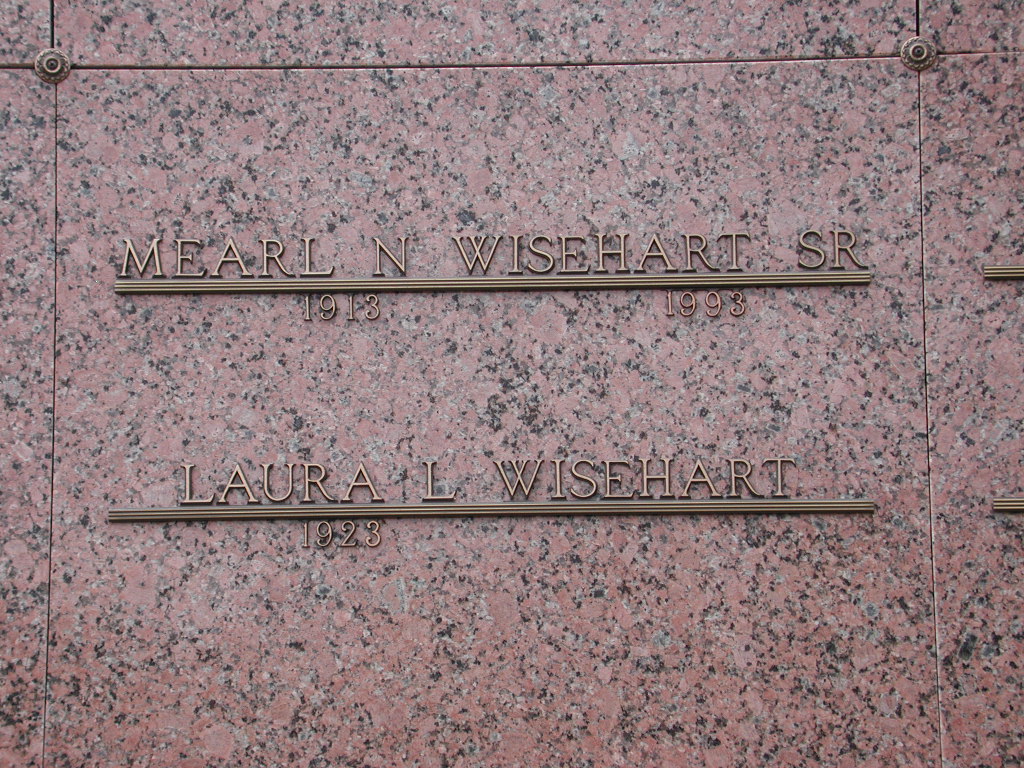 MEARL N WISEHART SR
1913 1993
LAURA L WISEHART
1923